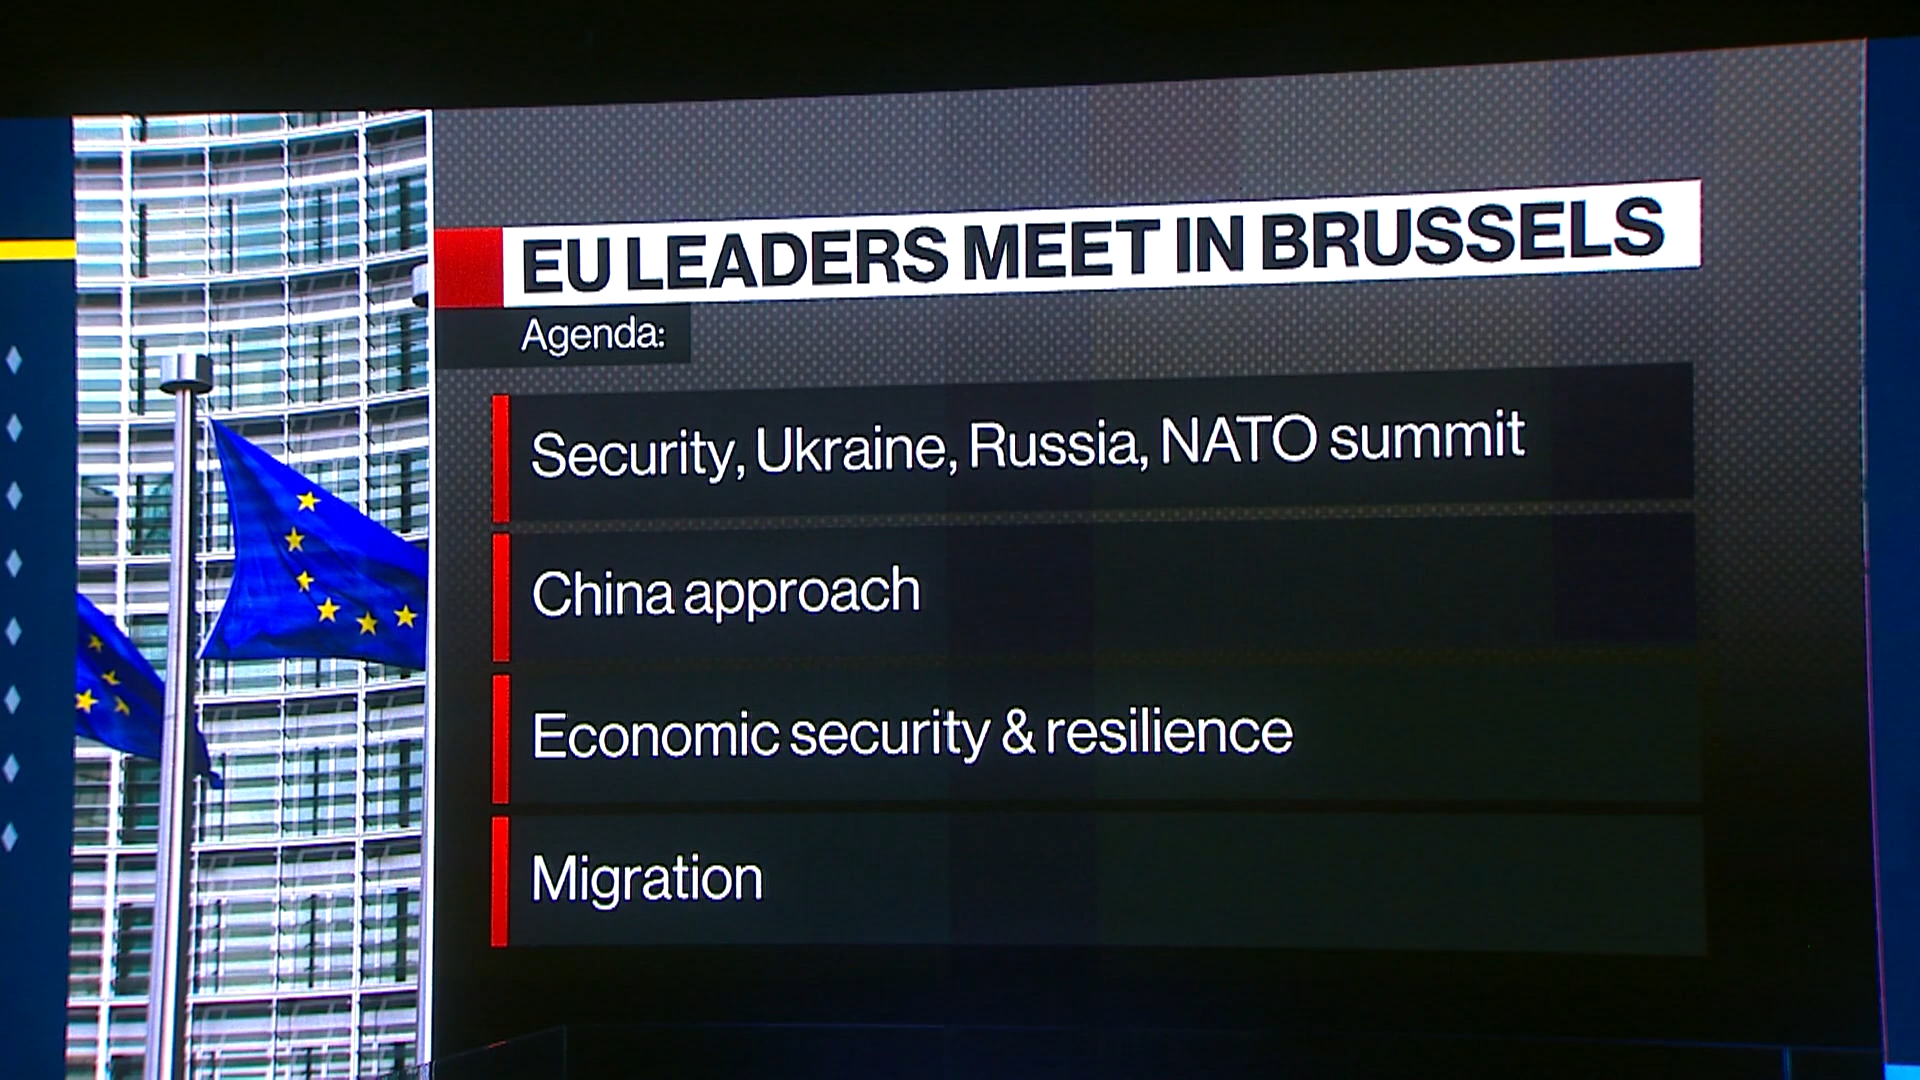 EU LEADERS MEET IN BRUSSELS
Agenda:
Security, Ukraine, Russia, NATO summit
China approach
Economic security & resilience
Migration